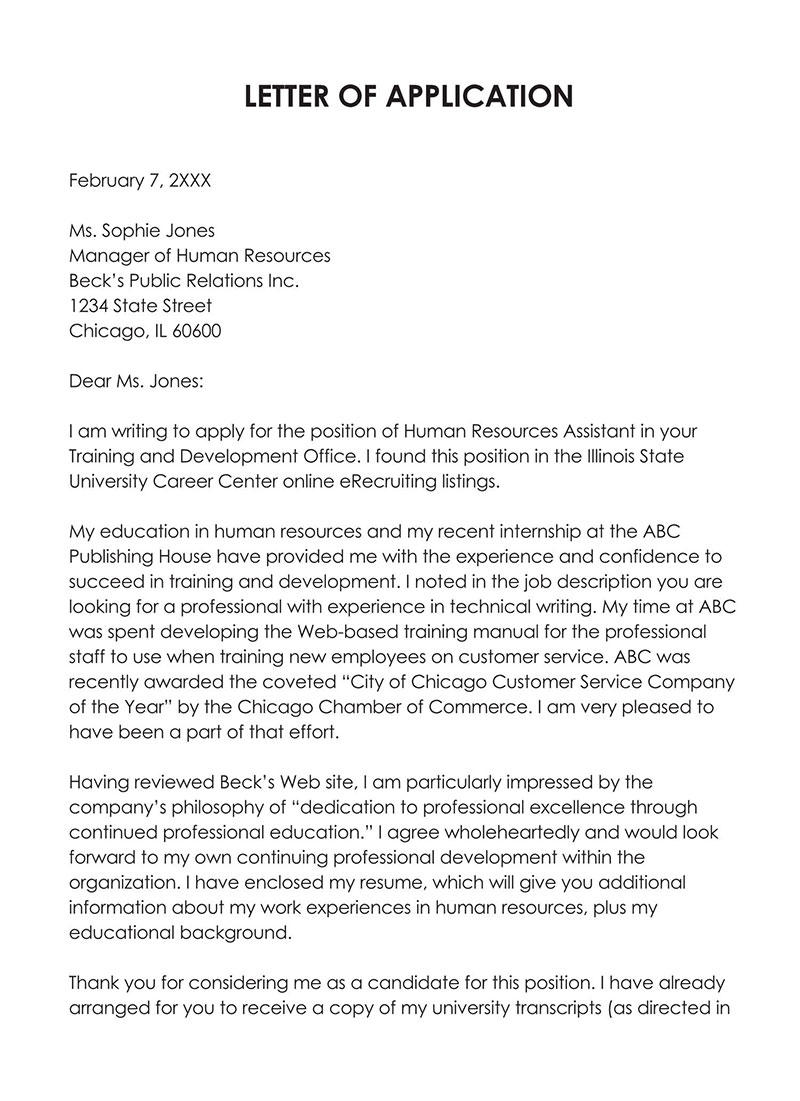 LETTER OF APPLICATION
February 7, 2XXX
Ms. Sophie Jones
Manager of Human Resources
Beck’s Public Relations Inc.
1234 State Street
Chicago, IL 60600
Dear Ms. Jones:
I am writing to apply for the position of Human Resources Assistant in your
Training and Development Office. I found this position in the Illinois State
University Career Center online eRecruiting listings.
My education in human resources and my recent internship at the ABC
Publishing House have provided me with the experience and confidence to
succeed in training and development. I noted in the job description you are
looking for a professional with experience in technical writing. My time at ABC
was spent developing the Web-based training manual for the professional
staff to use when training new employees on customer service. ABC was
recently awarded the coveted “City of Chicago Customer Service Company
of the Year” by the Chicago Chamber of Commerce. I am very pleased to
have been a part of that effort.
Having reviewed Beck’s Web site, I am particularly impressed by the
company’s philosophy of “dedication to professional excellence through
continued professional education.” I agree wholeheartedly and would look
forward to my own continuing professional development within the
organization. I have enclosed my resume, which will give you additional
information about my work experiences in human resources, plus my
educational background.
Thank you for considering me as a candidate for this position. I have already
arranged for you to receive a copy of my university transcripts (as directed in